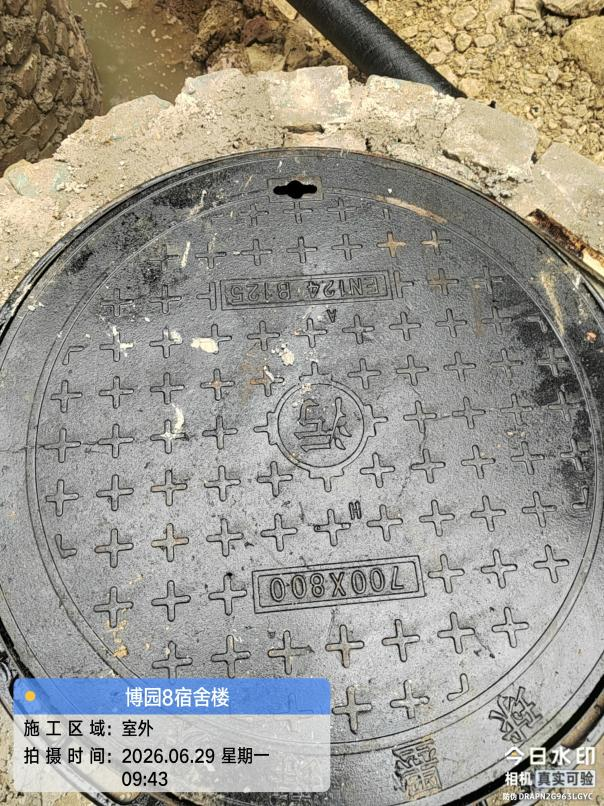 EN124 B125
A
污
H
700X800
球墨
博园8宿舍楼
施工区域：室外
拍摄时间：2026.06.29 星期一
09:43
今日水印
相机 真实可验
防伪 DRAPN2G963LGYC